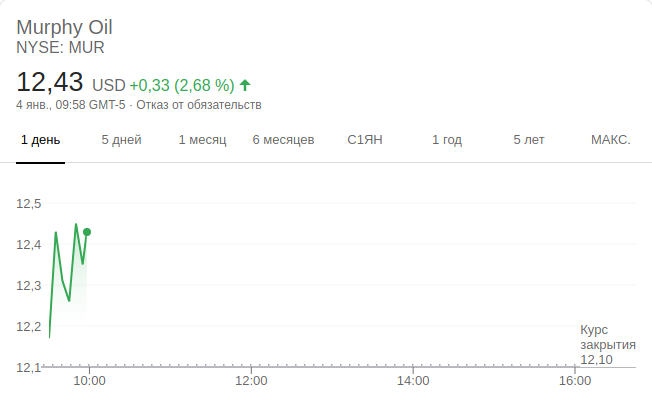 Murphy Oil
NYSE: MUR
12,43 USD +0,33 (2,68 %)
4 янв., 09:58 GMT-5 · Отказ от обязательств
1 день 5 дней 1 месяц 6 месяцев С1ЯН 1 год 5 лет МАКС.
12,5
12,4
12,3
12,2
12,1
Курс
закрытия
12,10
10:00 12:00 14:00 16:00